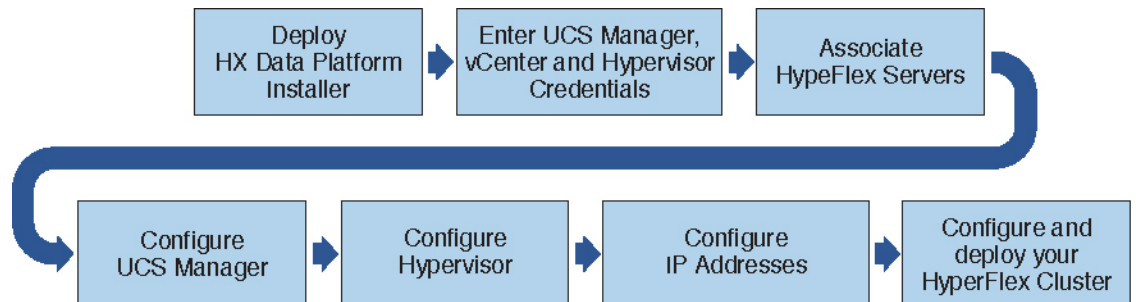 Deploy
HX Data Platform
Installer
Enter UCS Manager,
vCenter and Hypervisor
Credentials
Associate
HypeFlex Servers
Configure
UCS Manager
Configure
Hypervisor
Configure
IP Addresses
Configure and
deploy your
HyperFlex Cluster